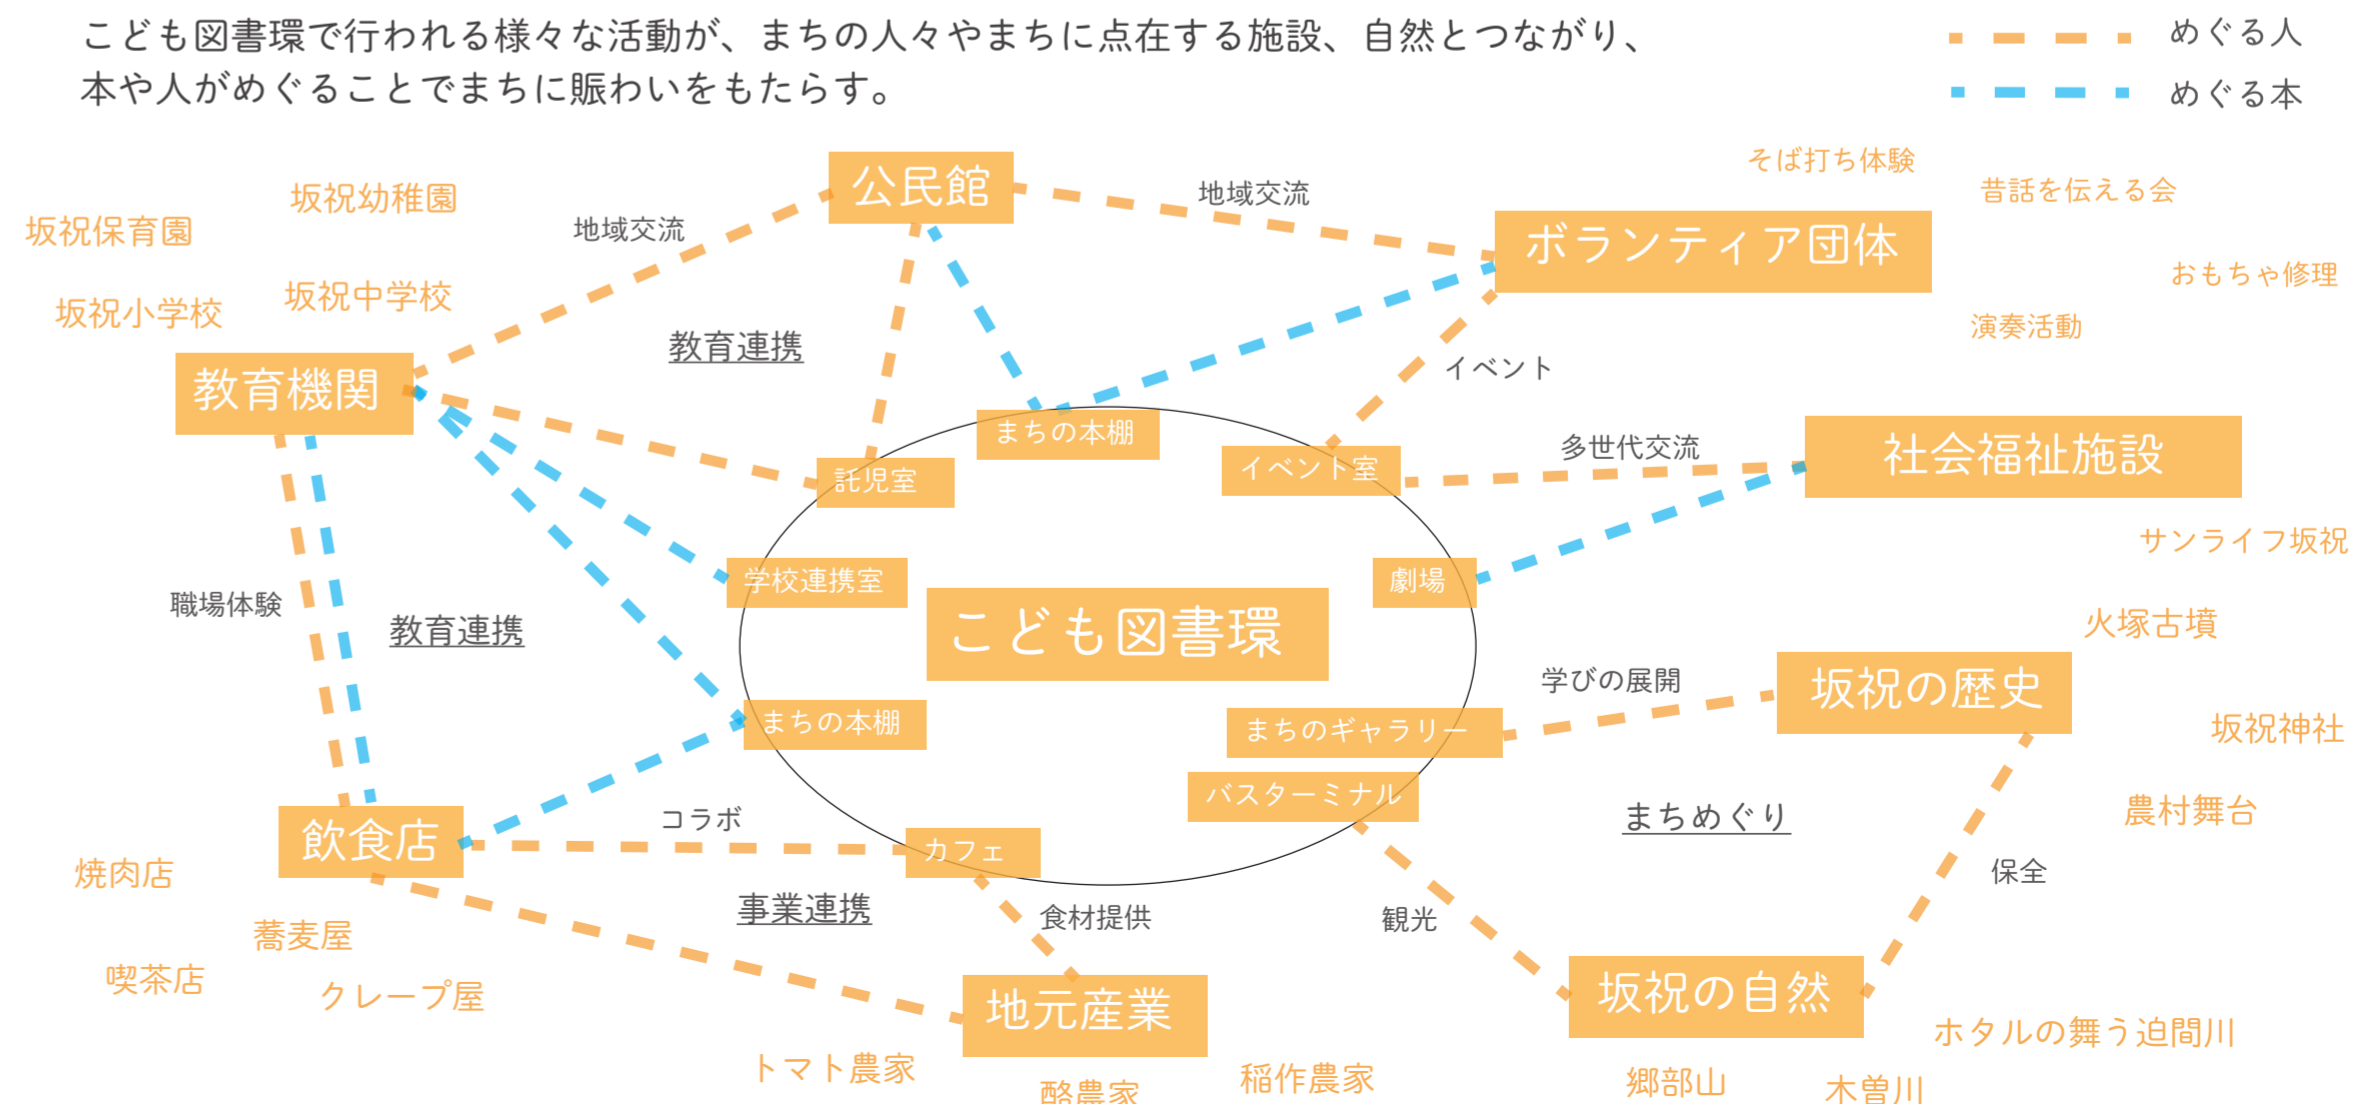 こども図書環で行われる様々な活動が、まちの人々やまちに点在する施設、自然とつながり、
本や人がめぐることでまちに賑わいをもたらす。
めぐる人
めぐる本
公民館
地域交流
地域交流
そば打ち体験
昔話を伝える会
ボランティア団体
おもちゃ修理
演奏活動
坂祝幼稚園
坂祝保育園
坂祝中学校
坂祝小学校
教育機関
教育連携
イベント
まちの本棚
託児室
イベント室
多世代交流
社会福祉施設
サンライフ坂祝
学校連携室
劇場
こども図書環
職場体験
教育連携
まちの本棚
まちのギャラリー
バスターミナル
学びの展開
火塚古墳
坂祝の歴史
坂祝神社
農村舞台
まちめぐり
保全
コラボ
カフェ
飲食店
焼肉店
蕎麦屋
喫茶店
クレープ屋
事業連携
食材提供
観光
地元産業
トマト農家
酪農家
稲作農家
坂祝の自然
ホタルの舞う迫間川
郷部山
木曽川